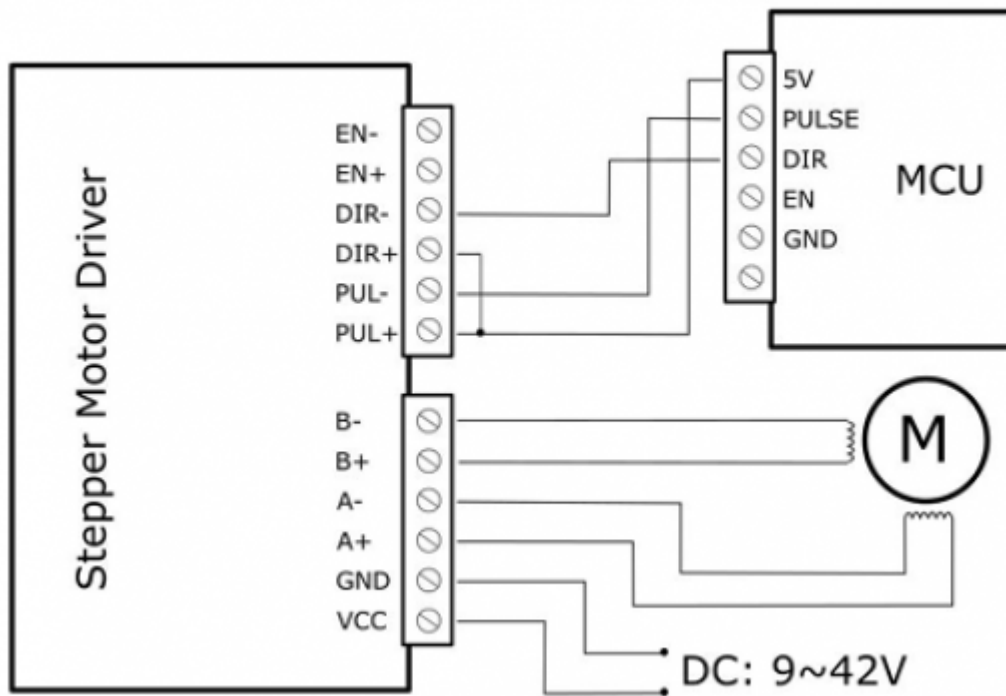 Stepper Motor Driver
EN-
EN+
DIR-
DIR+
PUL-
PUL+
B-
B+
A-
A+
GND
VCC
5V
PULSE
DIR
EN
GND
MCU
M
DC: 9~42V